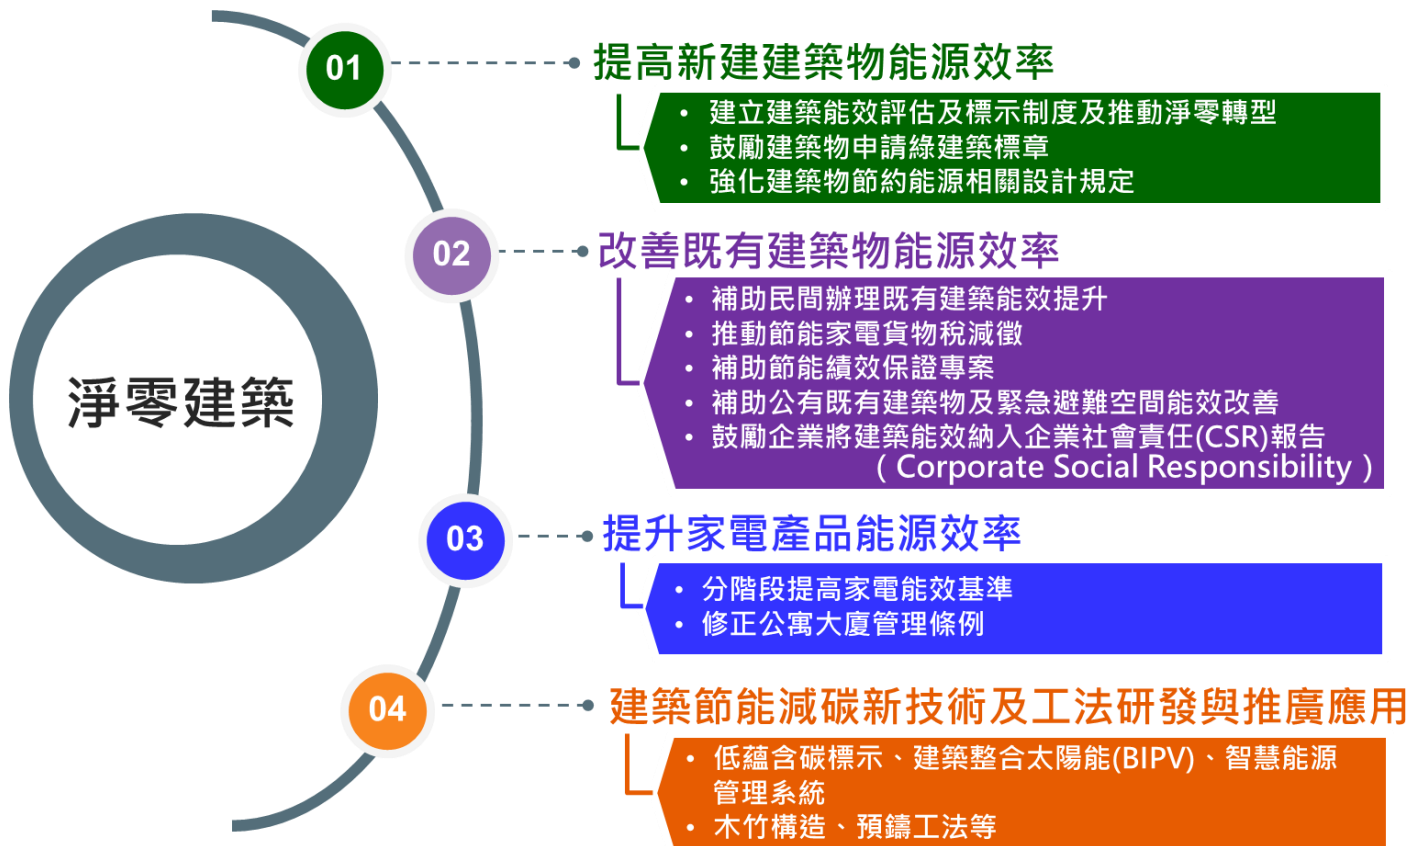 淨零建築
01
提高新建建築物能源效率
• 建立建築能效評估及標示制度及推動淨零轉型
• 鼓勵建築物申請綠建築標章
• 強化建築物節約能源相關設計規定
02
改善既有建築物能源效率
• 補助民間辦理既有建築能效提升
• 推動節能家電貨物稅減徵
• 補助節能績效保證專案
• 補助公有既有建築物及緊急避難空間能效改善
• 鼓勵企業將建築能效納入企業社會責任(CSR)報告
（Corporate Social Responsibility）
03
提升家電產品能源效率
• 分階段提高家電能效基準
• 修正公寓大廈管理條例
04
建築節能減碳新技術及工法研發與推廣應用
• 低蘊含碳標示、建築整合太陽能(BIPV)、智慧能源
管理系統
• 木竹構造、預鑄工法等